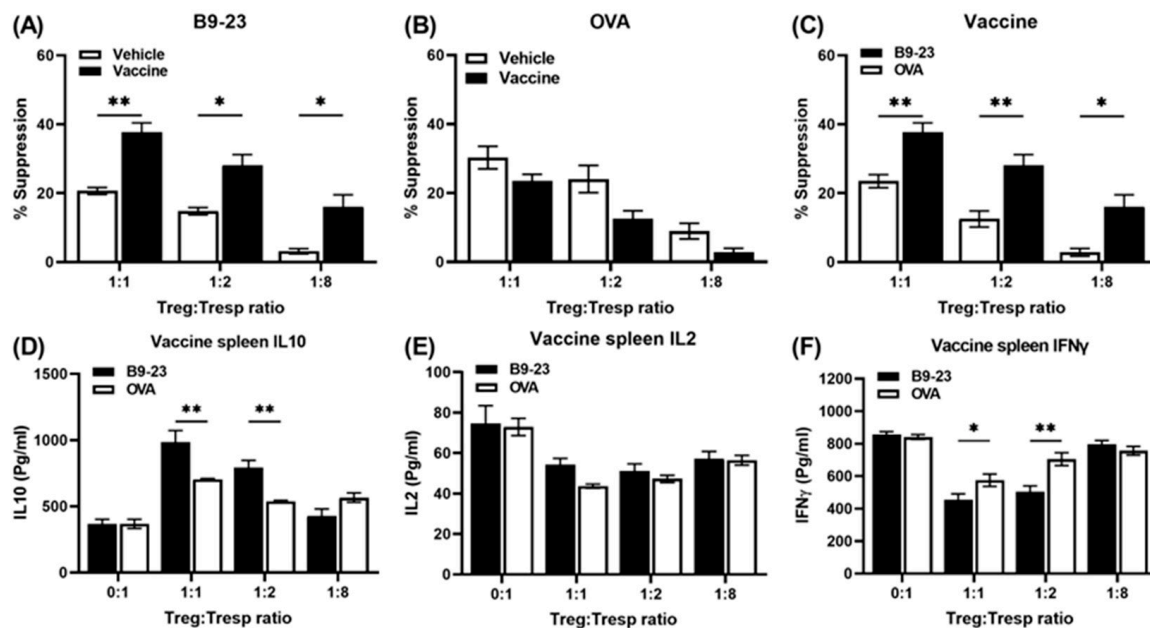 (A) B9-23
Vehicle
Vaccine
60
40
20
0
% Suppression
** * *
1:1 1:2 1:8
Treg:Tresp ratio
(B) OVA
Vehicle
Vaccine
60
40
20
0
% Suppression
1:1 1:2 1:8
Treg:Tresp ratio
(C) Vaccine
B9-23
OVA
60
40
20
0
% Suppression
** ** *
1:1 1:2 1:8
Treg:Tresp ratio
(D) Vaccine spleen IL10
B9-23
OVA
1500
1000
500
0
IL10 (Pg/ml)
** **
0:1 1:1 1:2 1:8
Treg:Tresp ratio
(E) Vaccine spleen IL2
B9-23
OVA
100
80
60
40
20
0
IL2 (Pg/ml)
0:1 1:1 1:2 1:8
Treg:Tresp ratio
(F) Vaccine spleen IFNγ
B9-23
OVA
1200
1000
800
600
400
200
0
IFNγ (Pg/ml)
* **
0:1 1:1 1:2 1:8
Treg:Tresp ratio